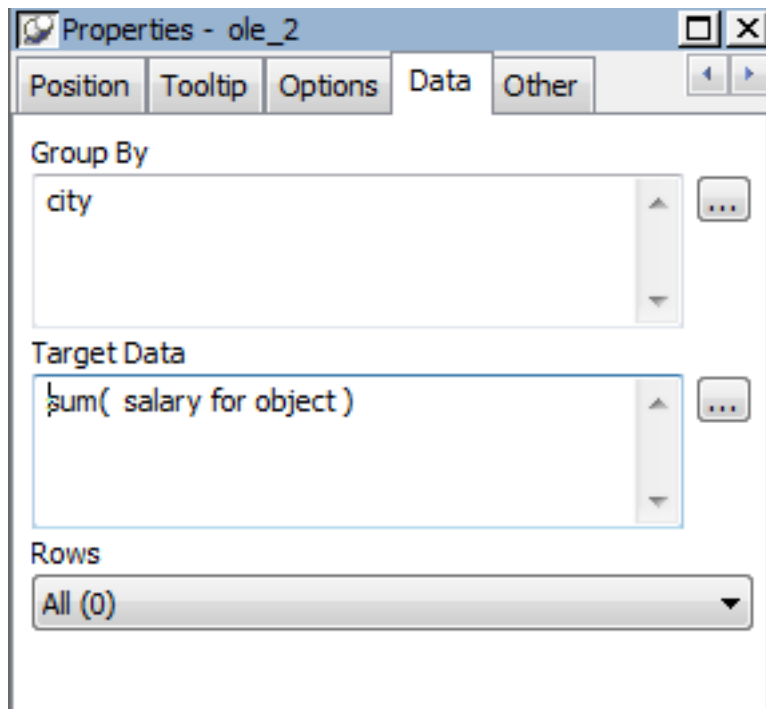 Properties - ole_2
Position Tooltip Options Data Other
Group By
city
...
Target Data
sum( salary for object )
...
Rows
All (0)